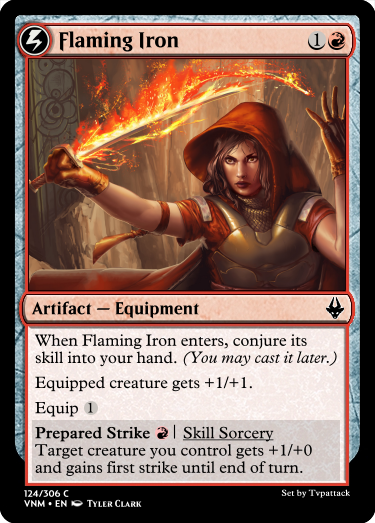 Flaming Iron 1
Artifact — Equipment
When Flaming Iron enters, conjure its
skill into your hand. (You may cast it later.)
Equipped creature gets +1/+1.
Equip 1
Prepared Strike | Skill Sorcery
Target creature you control gets +1/+0
and gains first strike until end of turn.
124/306 C
VNM • EN Tyler Clark
Set by Tvpattack